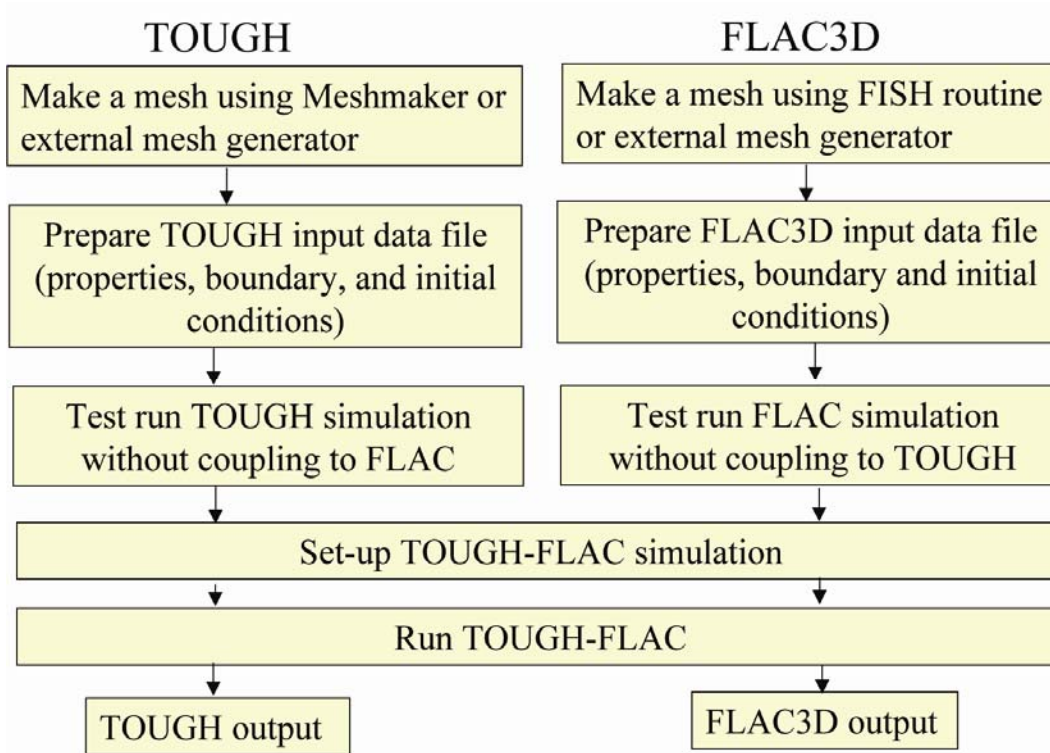 TOUGH
Make a mesh using Meshmaker or
external mesh generator
Prepare TOUGH input data file
(properties, boundary, and initial
conditions)
Test run TOUGH simulation
without coupling to FLAC
FLAC3D
Make a mesh using FISH routine
or external mesh generator
Prepare FLAC3D input data file
(properties, boundary and initial
conditions)
Test run FLAC simulation
without coupling to TOUGH
Set-up TOUGH-FLAC simulation
Run TOUGH-FLAC
TOUGH output
FLAC3D output